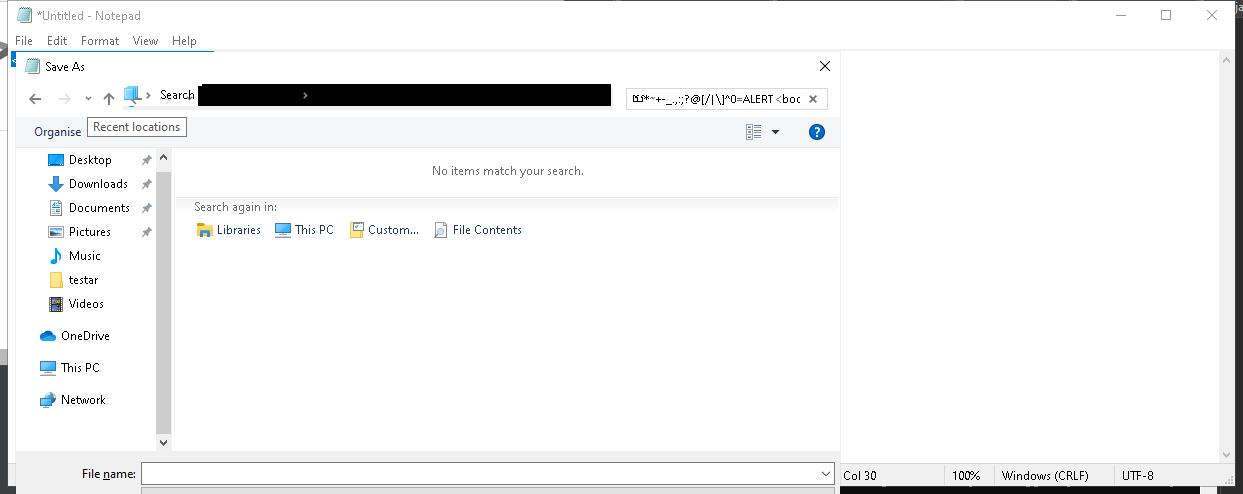 *Untitled - Notepad
File Edit Format View Help
Save As
Search
*~+-_.,:;?@[/|\]^0=ALERT <boc
Organise
Recent locations
Desktop
Downloads
Documents
Pictures
Music
testar
Videos
OneDrive
This PC
Network
No items match your search.
Search again in:
Libraries This PC Custom... File Contents
File name:
Col 30 100% Windows (CRLF) UTF-8